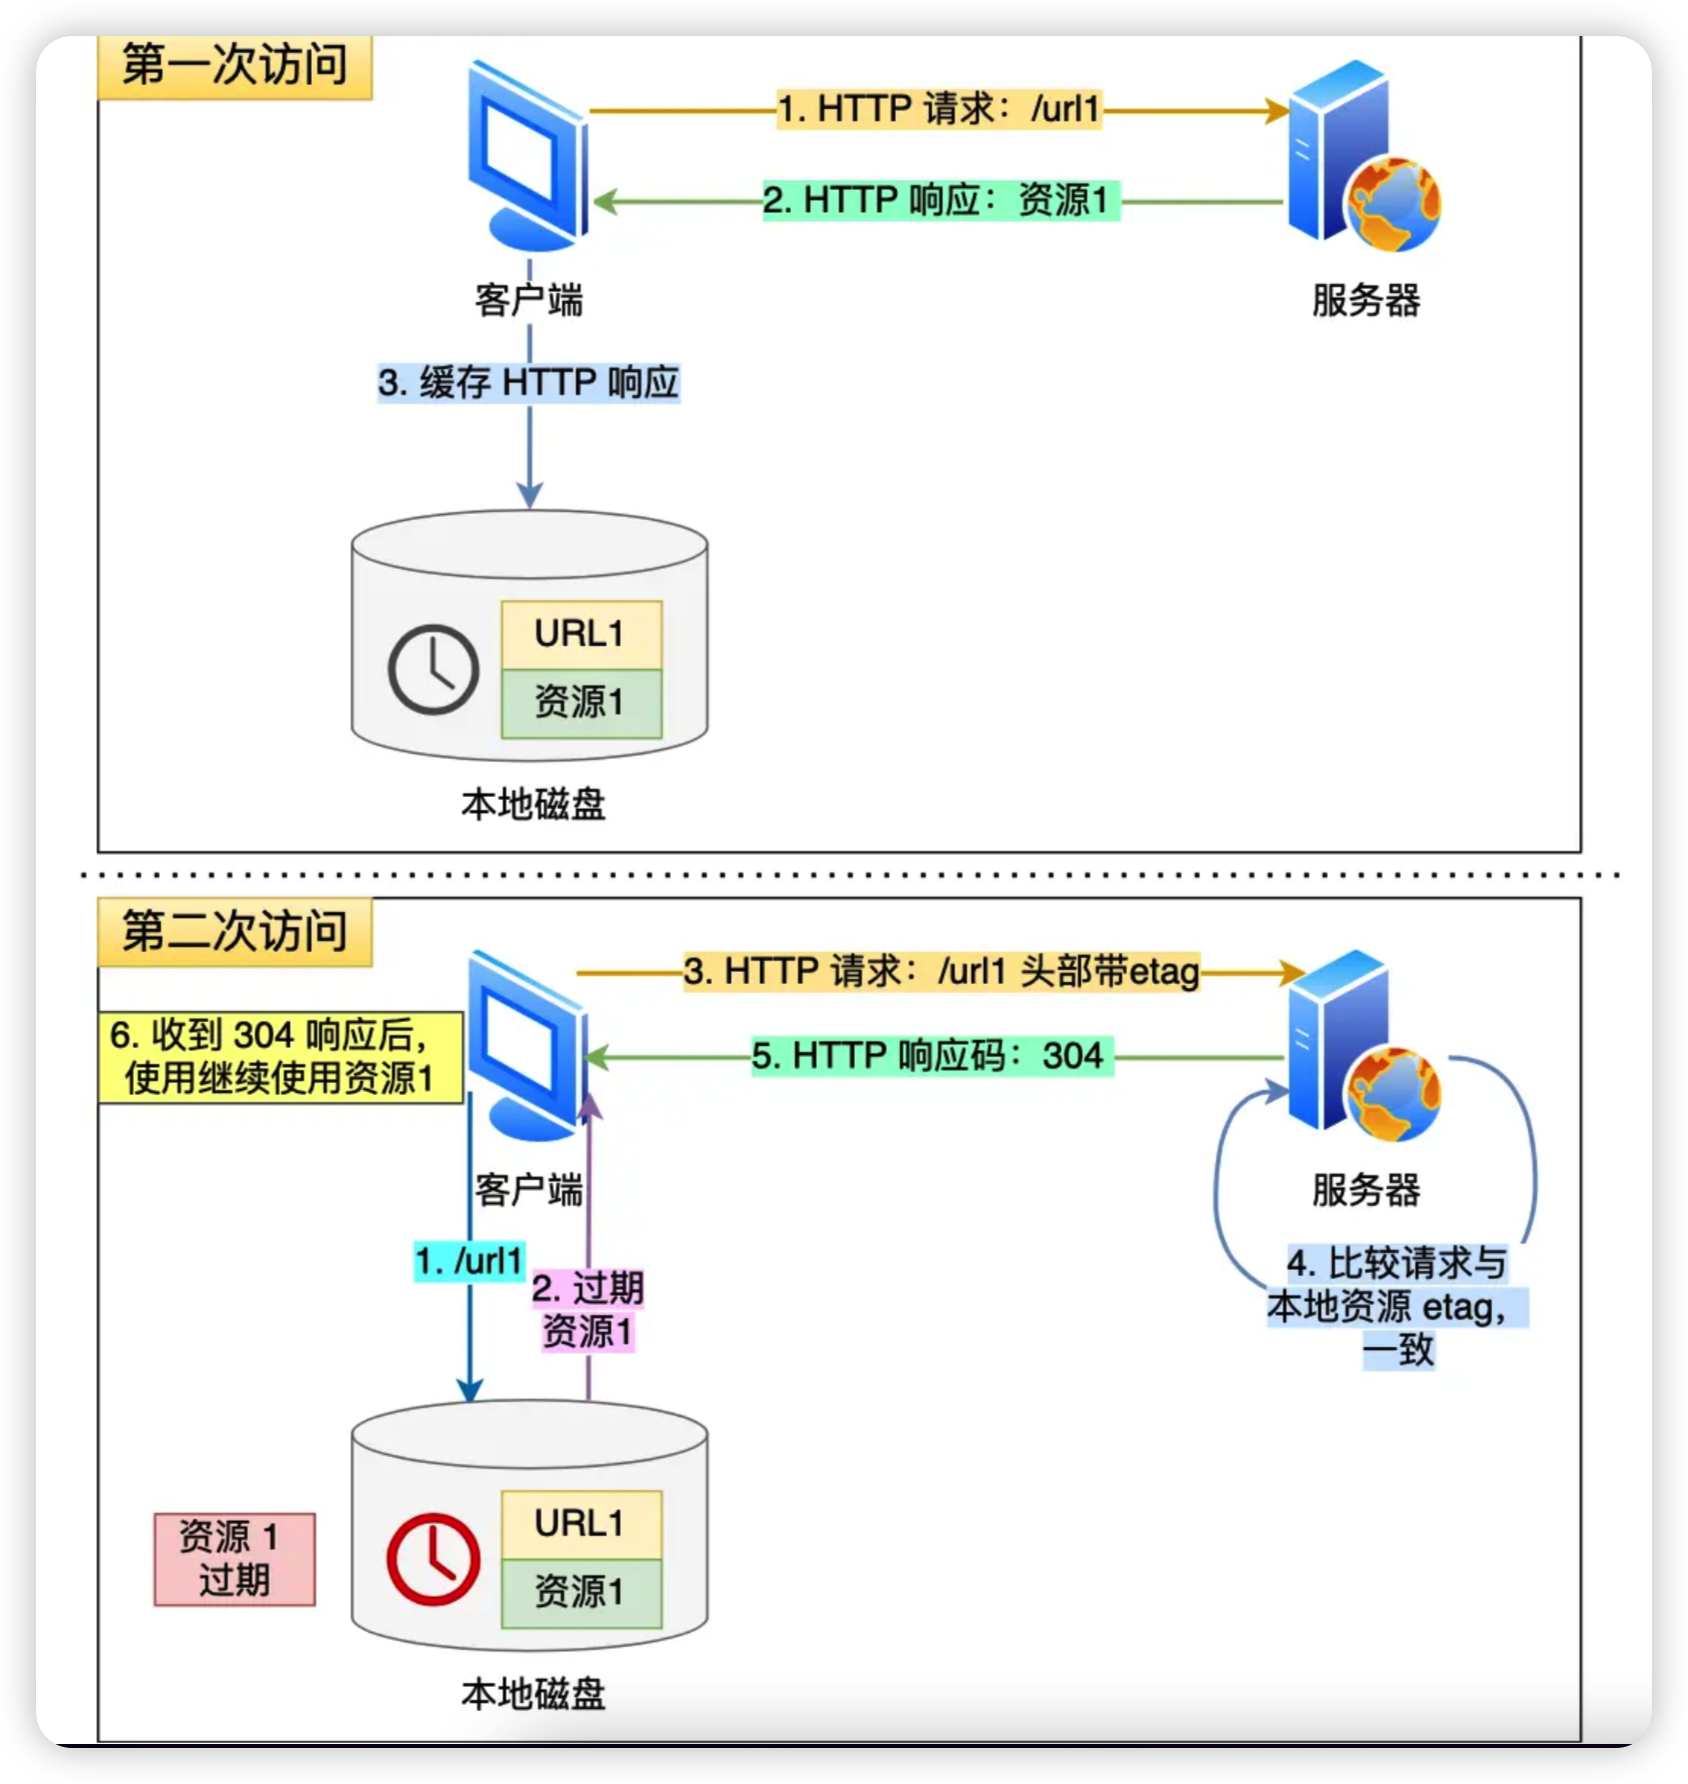 第一次访问
1. HTTP 请求：/url1
2. HTTP 响应：资源1
客户端
服务器
3. 缓存 HTTP 响应
URL1
资源1
本地磁盘
第二次访问
3. HTTP 请求：/url1 头部带etag
6. 收到 304 响应后，
使用继续使用资源1
5. HTTP 响应码：304
客户端
服务器
1. /url1
2. 过期
资源1
4. 比较请求与
本地资源 etag，
一致
URL1
资源1
资源 1
过期
本地磁盘